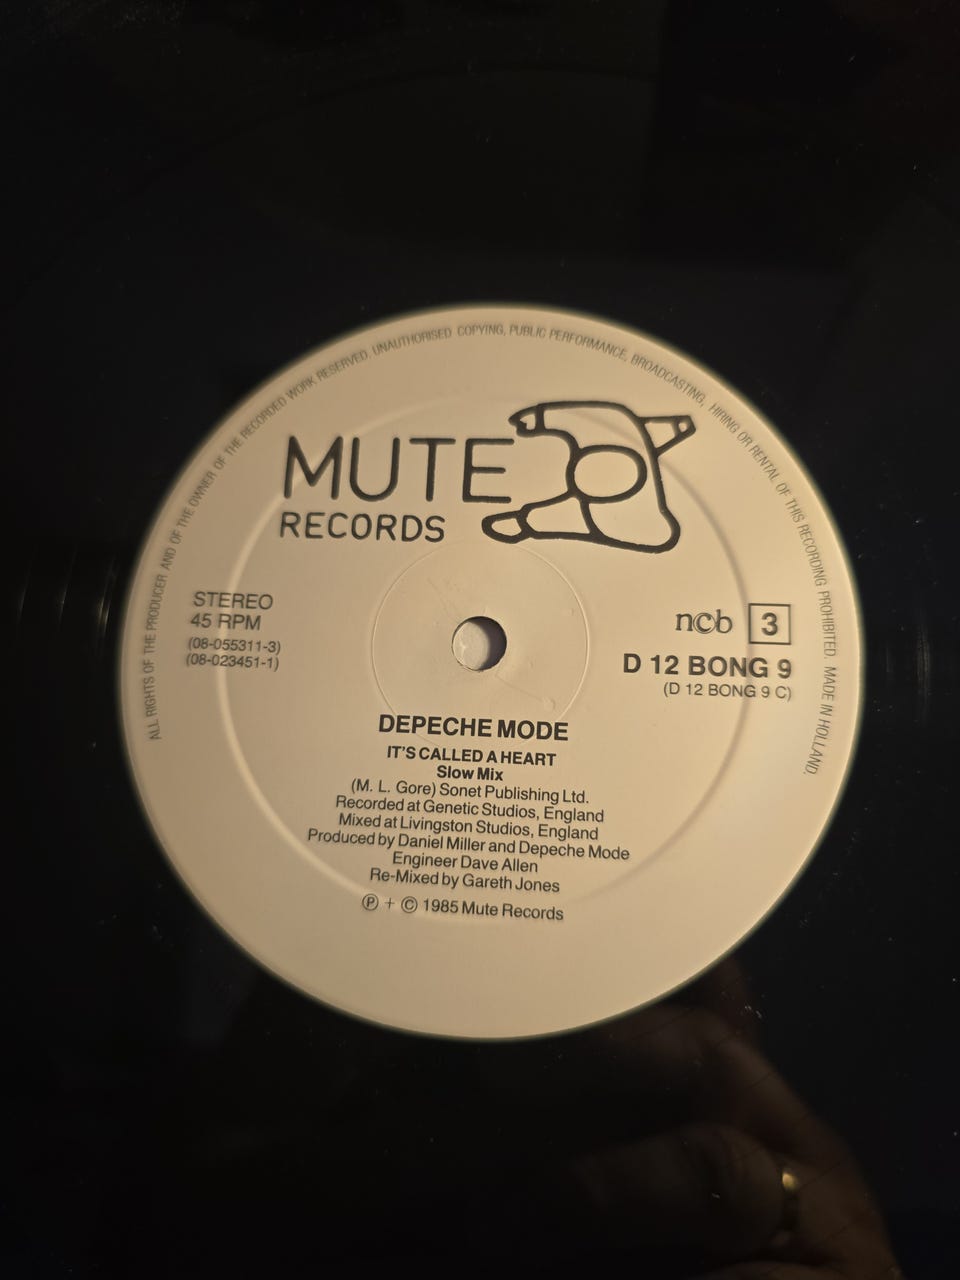 ALL RIGHTS OF THE PRODUCER AND OF THE OWNER OF THE RECORDED WORK RESERVED. UNAUTHORISED COPYING, PUBLIC PERFORMANCE, BROADCASTING, HIRING OR RENTAL OF THIS RECORDING PROHIBITED. MADE IN HOLLAND.
MUTE
RECORDS
STEREO
45 RPM
(08-055311-3)
(08-023451-1)
ncb 3
D 12 BONG 9
(D 12 BONG 9 C)
DEPECHE MODE
IT'S CALLED A HEART
Slow Mix
(M. L. Gore) Sonet Publishing Ltd.
Recorded at Genetic Studios, England
Mixed at Livingston Studios, England
Produced by Daniel Miller and Depeche Mode
Engineer Dave Allen
Re-Mixed by Gareth Jones
Ⓟ + © 1985 Mute Records